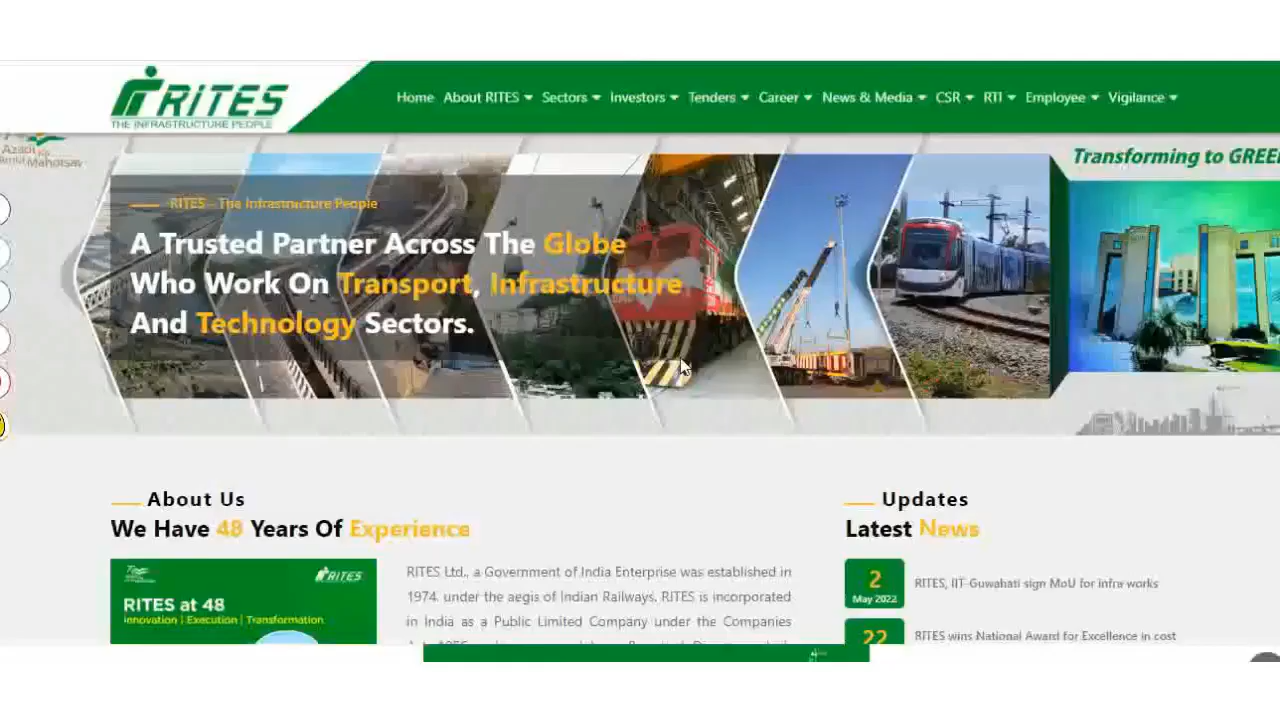 RITES
THE INFRASTRUCTURE PEOPLE
Home About RITES Sectors Investors Tenders Career News & Media CSR RTI Employee Vigilance
Azadi Ka
Amrit Mahotsav
Transforming to GREE
RITES - The Infrastructure People
A Trusted Partner Across The Globe
Who Work On Transport, Infrastructure
And Technology Sectors.
About Us
We Have 48 Years Of Experience
RITES
RITES at 48
Innovation | Execution | Transformation
RITES Ltd., a Government of India Enterprise was established in
1974, under the aegis of Indian Railways. RITES is incorporated
in India as a Public Limited Company under the Companies
Updates
Latest News
2
May 2022
RITES, IIT-Guwahati sign MoU for infra works
22
RITES wins National Award for Excellence in cost